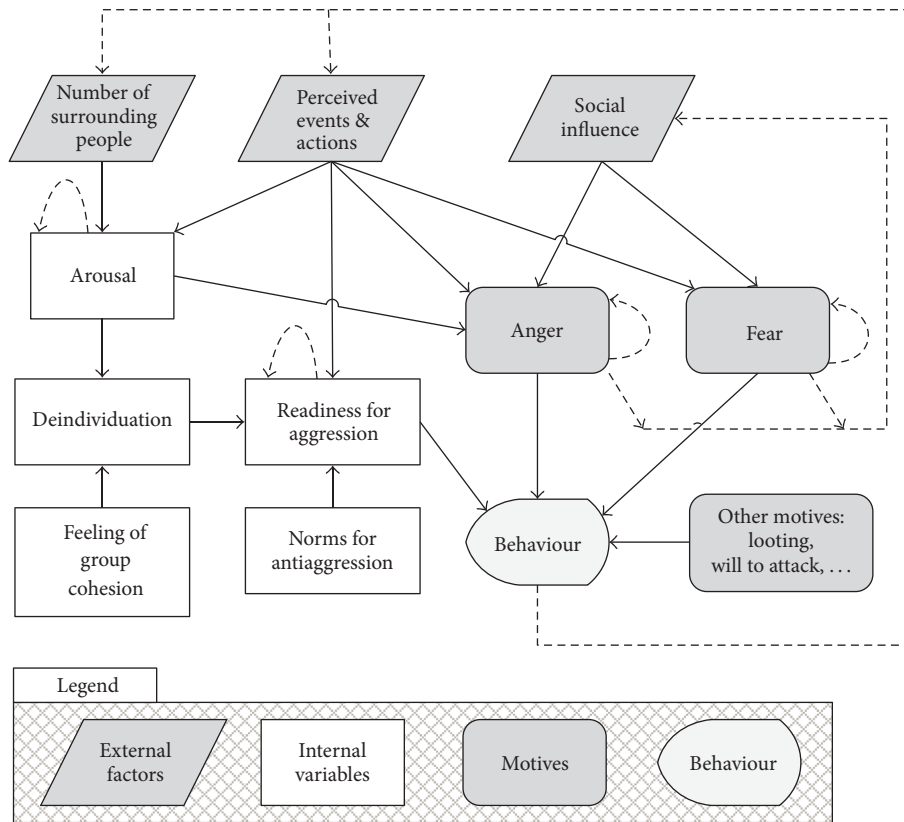 Number of
surrounding
people
Perceived
events &
actions
Social
influence
Arousal
Anger
Fear
Deindividuation
Readiness for
aggression
Feeling of
group
cohesion
Norms for
antiaggression
Behaviour
Other motives:
looting,
will to attack, ...
Legend
External
factors
Internal
variables
Motives
Behaviour